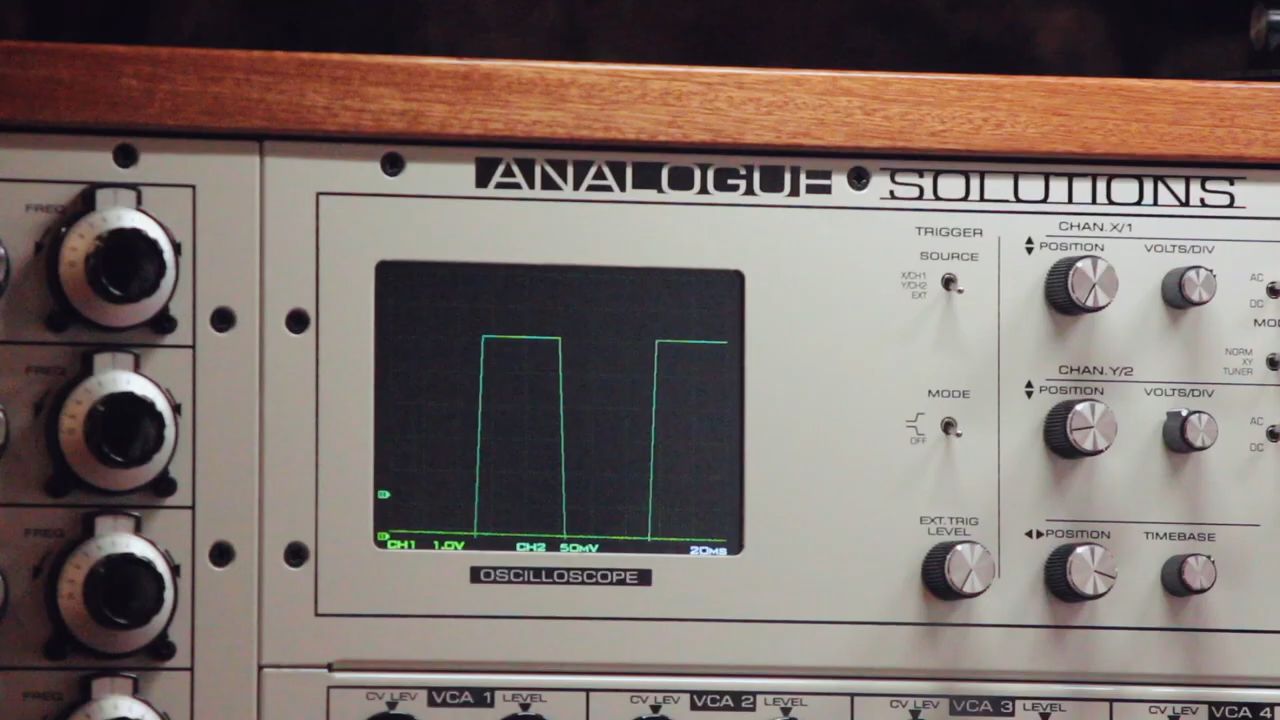 ANALOGUE SOLUTIONS
FREQ
FREQ
FREQ
FREQ
CH1 1.0V CH2 50MV 20MS
OSCILLOSCOPE
TRIGGER
SOURCE
X/CH1
Y/CH2
EXT
MODE
OFF
EXT.TRIG
LEVEL
CHAN.X/1
POSITION VOLTS/DIV
AC
DC
MO
NORM
XY
TUNER
CHAN.Y/2
POSITION VOLTS/DIV
AC
DC
POSITION TIMEBASE
CV LEV VCA 1 LEVEL
CV LEV VCA 2 LEVEL
CV LEV VCA 3 LEVEL
CV LEV VCA 4